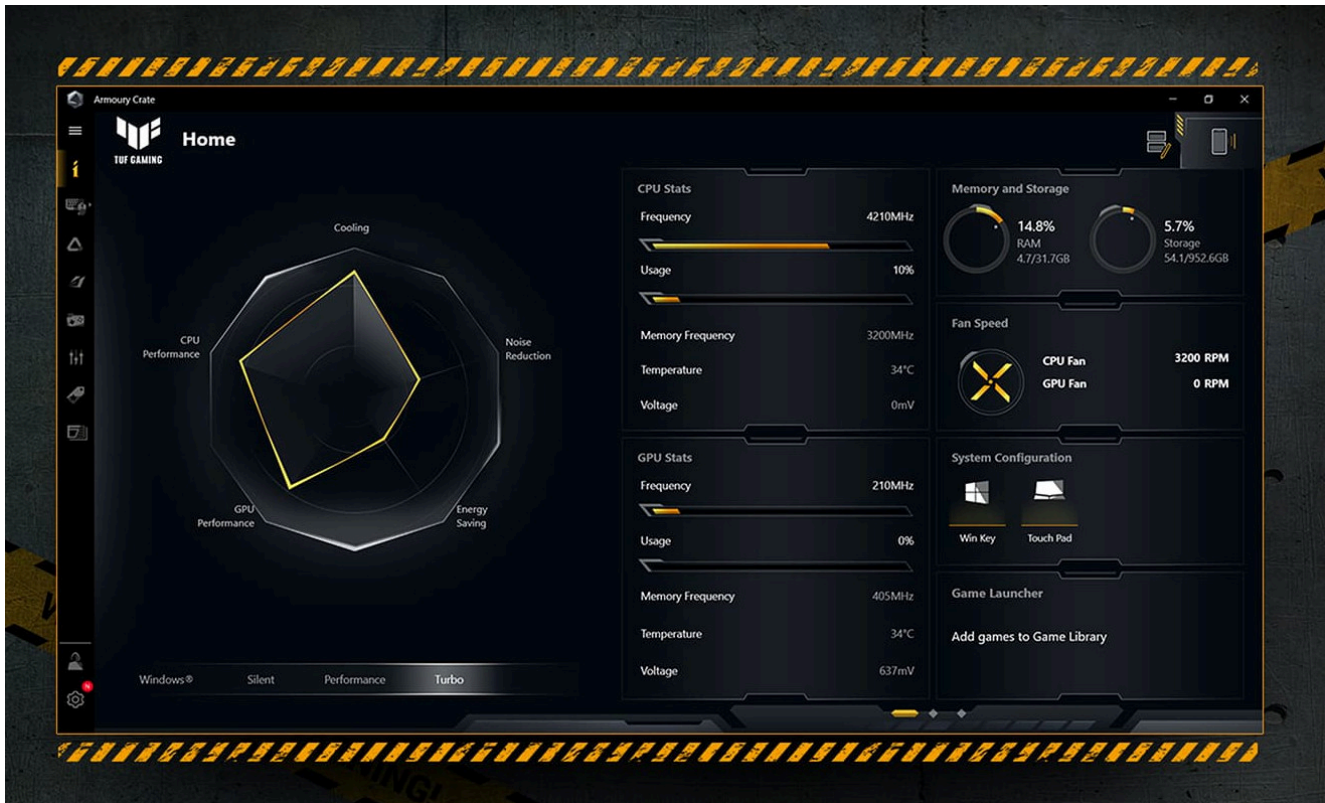 Armoury Crate
TUF GAMING
Home
Cooling
Noise
Reduction
Energy
Saving
GPU
Performance
CPU
Performance
Windows®
Silent
Performance
Turbo
CPU Stats
Frequency 4210MHz
Usage 10%
Memory Frequency 3200MHz
Temperature 34°C
Voltage 0mV
GPU Stats
Frequency 210MHz
Usage 0%
Memory Frequency 405MHz
Temperature 34°C
Voltage 637mV
Memory and Storage
14.8%
RAM
4.7/31.7GB
5.7%
Storage
54.1/952.6GB
Fan Speed
CPU Fan 3200 RPM
GPU Fan 0 RPM
System Configuration
Win Key
Touch Pad
Game Launcher
Add games to Game Library